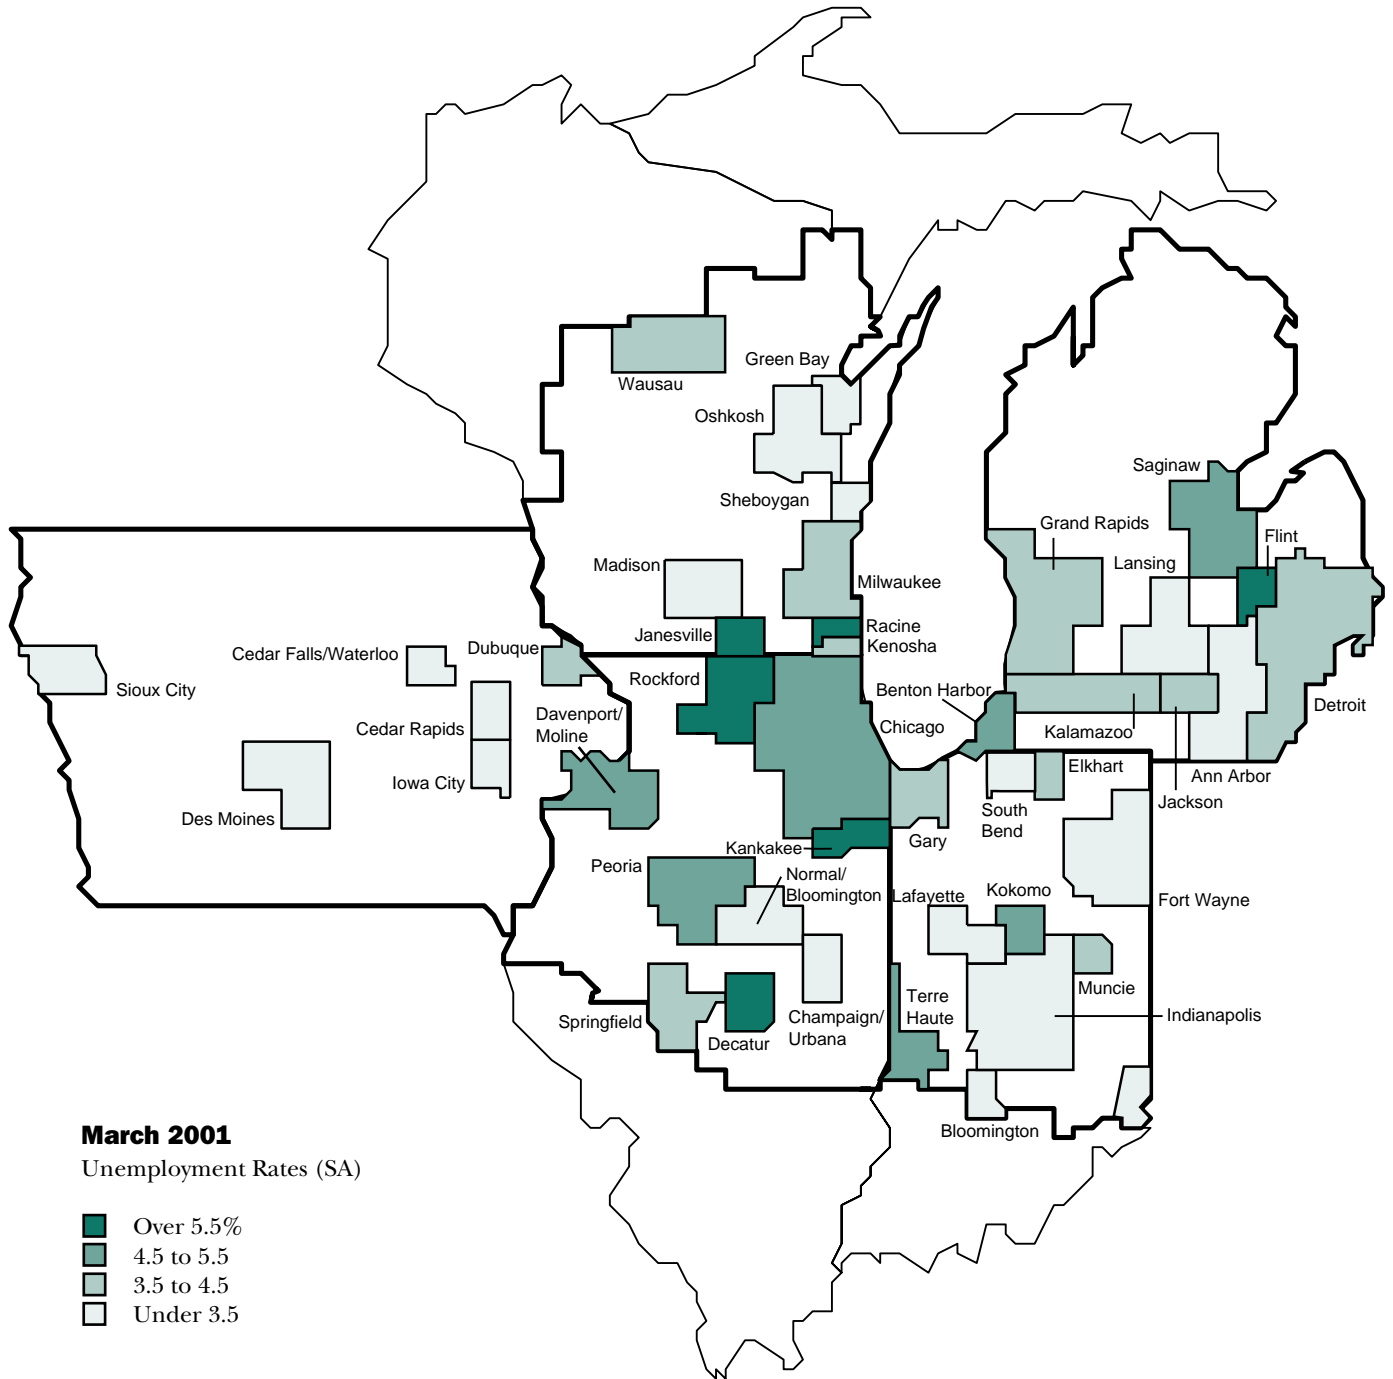 Green Bay
Wausau
Oshkosh
Saginaw
Sheboygan
Grand Rapids
Flint
Lansing
Madison
Milwaukee
Janesville
Racine
Kenosha
Cedar Falls/Waterloo
Dubuque
Sioux City
Rockford
Benton Harbor
Detroit
Davenport/
Moline
Cedar Rapids
Chicago
Kalamazoo
Elkhart
Ann Arbor
Iowa City
Jackson
South
Bend
Des Moines
Gary
Kankakee
Peoria
Normal/
Bloomington
Lafayette
Kokomo
Fort Wayne
Muncie
Terre
Haute
Indianapolis
Springfield
Decatur
Champaign/
Urbana
Bloomington
March 2001
Unemployment Rates (SA)
Over 5.5%
4.5 to 5.5
3.5 to 4.5
Under 3.5